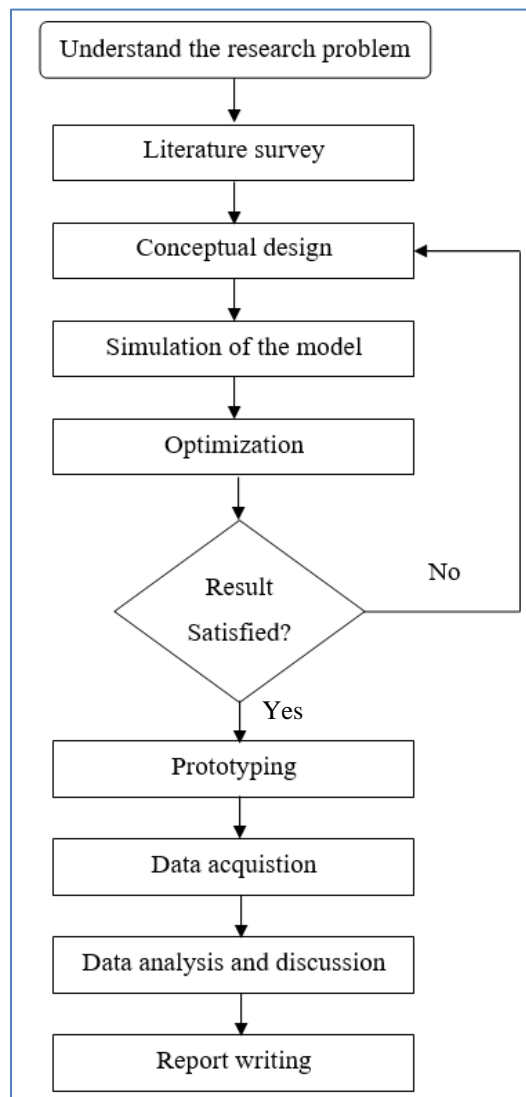 Understand the research problem
Literature survey
Conceptual design
Simulation of the model
Optimization
Result
Satisfied?
No
Yes
Prototyping
Data acquistion
Data analysis and discussion
Report writing